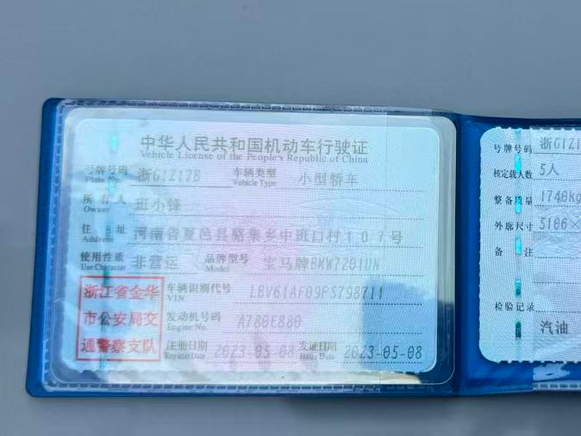 中华人民共和国机动车行驶证
Vehicle License of the People's Republic of China
号牌号码 浙G1Z17B 车辆类型 小型轿车
Plate No. Vehicle Type
所有人 班小锋
Owner
住址 河南省夏邑县骆集乡中班口村107号
Address
使用性质 非营运 品牌型号 宝马牌BMW7201UN
Use Character Model
浙江省金华
市公安局交
通警察支队
车辆识别代号 LBV61AF09PS798711
VIN
发动机号码 A780E880
Engine No.
注册日期 2023-05-08 发证日期 2023-05-08
Register Date Issue Date
号牌号码 浙G1Z1
核定载人数 5人
整备质量 1740kg
外廓尺寸 5106×
备注
检验记录
汽油